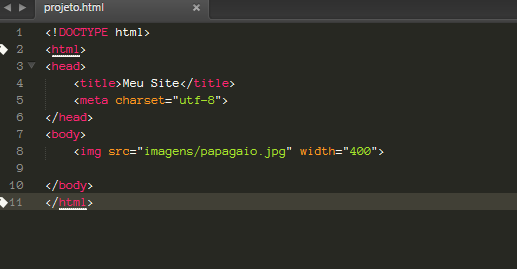 projeto.html
1 <!DOCTYPE html>
2 <html>
3 <head>
4 <title>Meu Site</title>
5 <meta charset="utf-8">
6 </head>
7 <body>
8 <img src="imagens/papagaio.jpg" width="400">
9
10 </body>
11 </html>